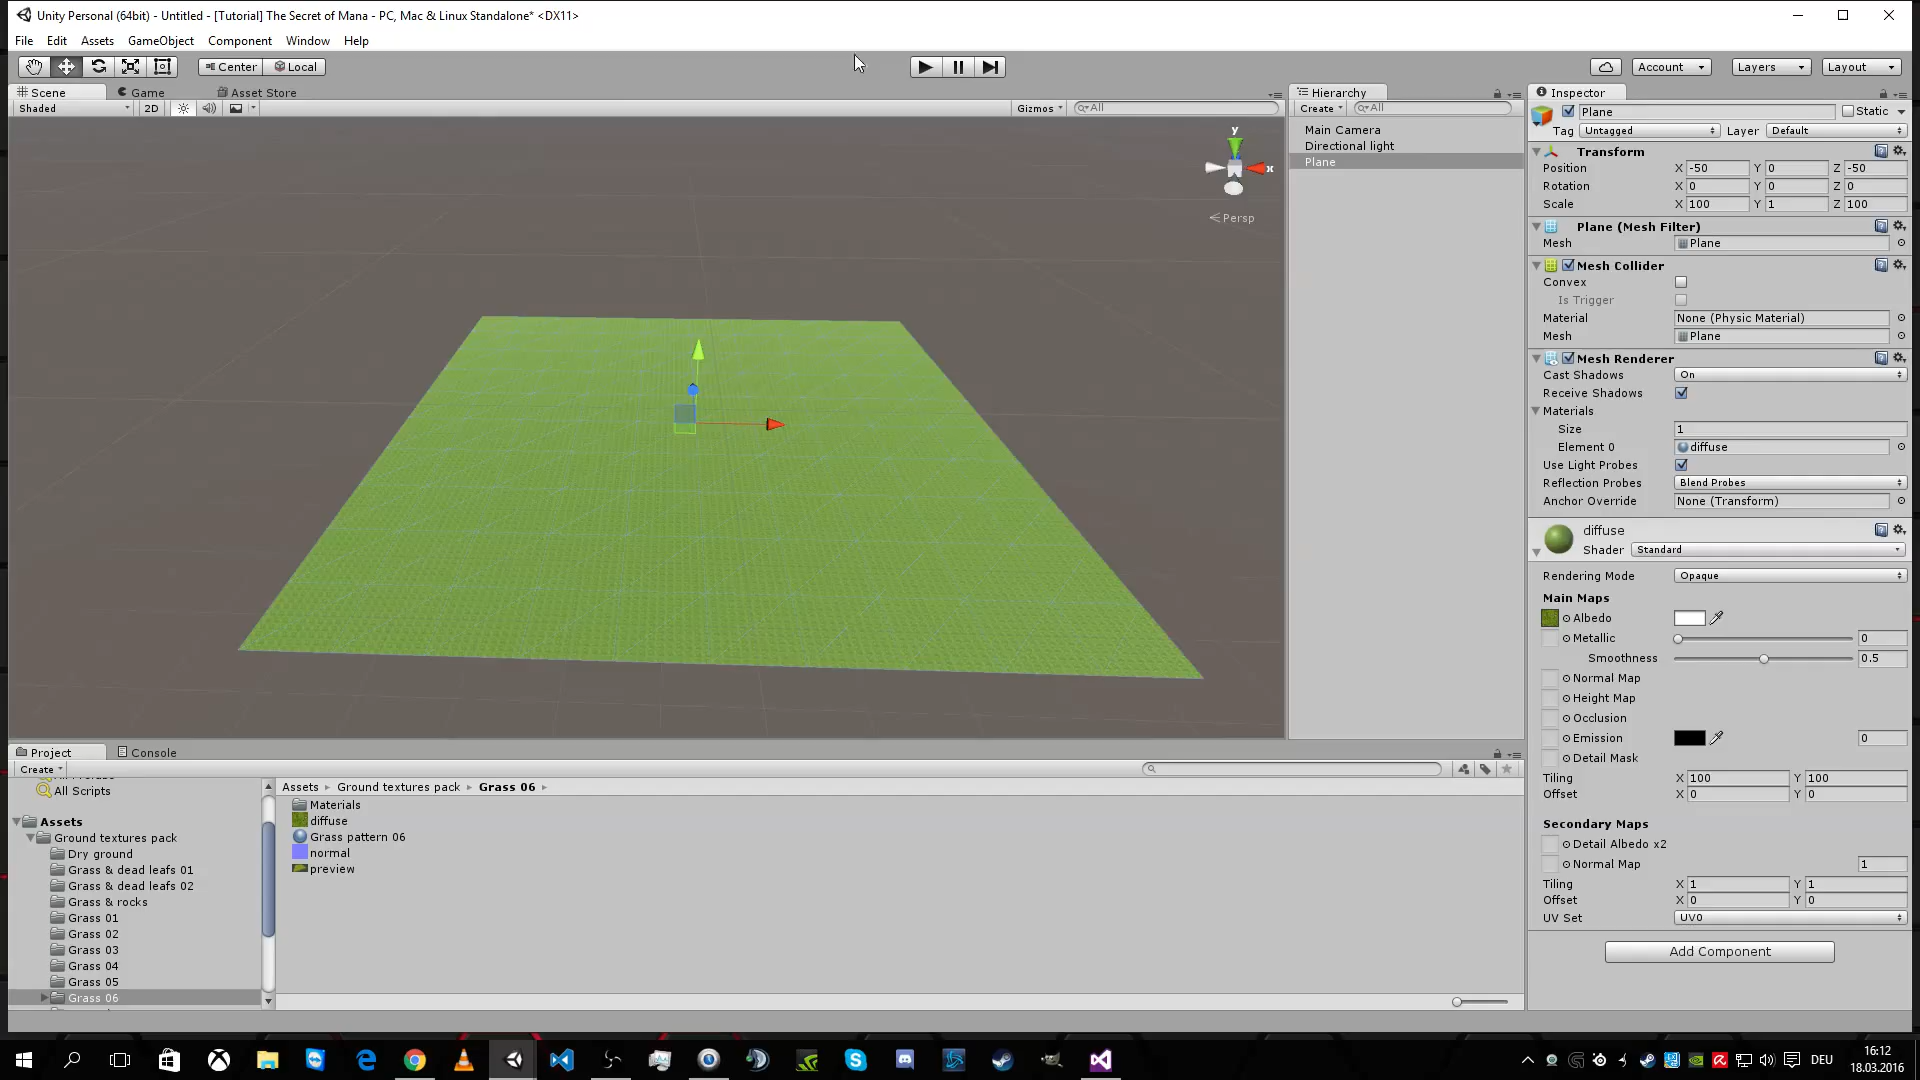 Unity Personal (64bit) - Untitled - [Tutorial] The Secret of Mana - PC, Mac & Linux Standalone* <DX11>
File Edit Assets GameObject Component Window Help
Center Local
Account Layers Layout
Scene Game Asset Store
Shaded 2D Gizmos All
y
x
Persp
Hierarchy
Create All
Main Camera
Directional light
Plane
Inspector
Plane Static
Tag Untagged Layer Default
Transform
Position X -50 Y 0 Z -50
Rotation X 0 Y 0 Z 0
Scale X 100 Y 1 Z 100
Plane (Mesh Filter)
Mesh Plane
Mesh Collider
Convex
Is Trigger
Material None (Physic Material)
Mesh Plane
Mesh Renderer
Cast Shadows On
Receive Shadows
Materials
Size 1
Element 0 diffuse
Use Light Probes
Reflection Probes Blend Probes
Anchor Override None (Transform)
diffuse
Shader Standard
Rendering Mode Opaque
Main Maps
Albedo
Metallic 0
Smoothness 0.5
Normal Map
Height Map
Occlusion
Emission 0
Detail Mask
Tiling X 100 Y 100
Offset X 0 Y 0
Secondary Maps
Detail Albedo x2
Normal Map 1
Tiling X 1 Y 1
Offset X 0 Y 0
UV Set UV0
Add Component
Project Console
Create
All Scripts
Assets
Ground textures pack
Dry ground
Grass & dead leafs 01
Grass & dead leafs 02
Grass & rocks
Grass 01
Grass 02
Grass 03
Grass 04
Grass 05
Grass 06
Assets Ground textures pack Grass 06
Materials
diffuse
Grass pattern 06
normal
preview
DEU
16:12
18.03.2016